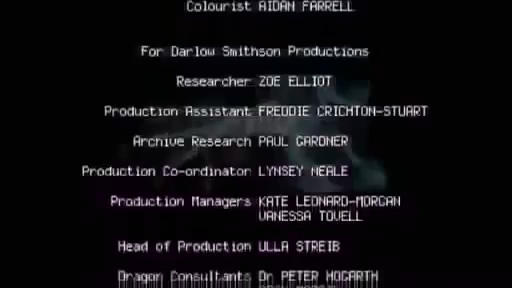 Colourist AIDAN FARRELL
For Darlow Smithson Productions
Researcher ZOE ELLIOT
Production Assistant FREDDIE CRICHTON-STUART
Archive Research PAUL GARDNER
Production Co-ordinator LYNSEY NEALE
Production Managers KATE LEONARD-MORGAN
VANESSA TOVELL
Head of Production ULLA STREIB
Dragon Consultants Dr PETER HOGARTH